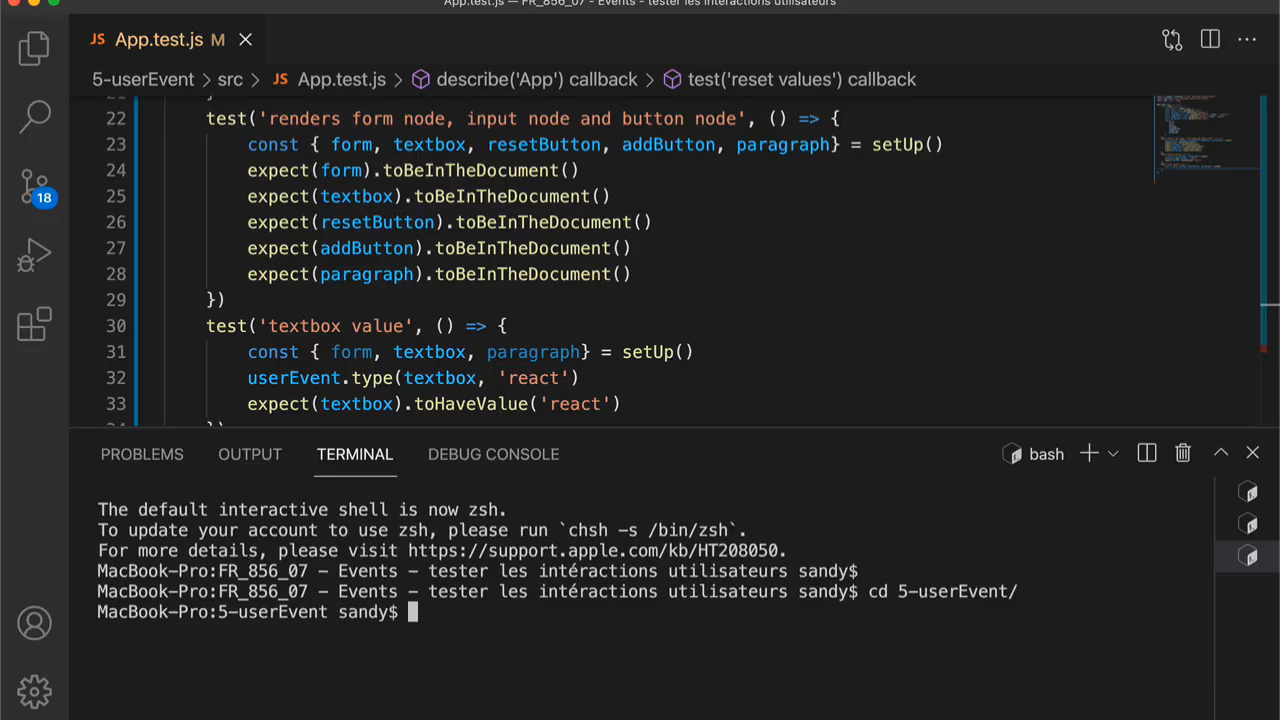 App.test.js — FR_856_07 - Events - tester les intéractions utilisateurs
JS App.test.js M
5-userEvent > src > JS App.test.js > describe('App') callback > test('reset values') callback
22 test('renders form node, input node and button node', () => {
23 const { form, textbox, resetButton, addButton, paragraph} = setUp()
24 expect(form).toBeInTheDocument()
25 expect(textbox).toBeInTheDocument()
26 expect(resetButton).toBeInTheDocument()
27 expect(addButton).toBeInTheDocument()
28 expect(paragraph).toBeInTheDocument()
29 })
30 test('textbox value', () => {
31 const { form, textbox, paragraph} = setUp()
32 userEvent.type(textbox, 'react')
33 expect(textbox).toHaveValue('react')
18
PROBLEMS OUTPUT TERMINAL DEBUG CONSOLE bash
The default interactive shell is now zsh.
To update your account to use zsh, please run `chsh -s /bin/zsh`.
For more details, please visit https://support.apple.com/kb/HT208050.
MacBook-Pro:FR_856_07 - Events - tester les intéractions utilisateurs sandy$
MacBook-Pro:FR_856_07 - Events - tester les intéractions utilisateurs sandy$ cd 5-userEvent/
MacBook-Pro:5-userEvent sandy$